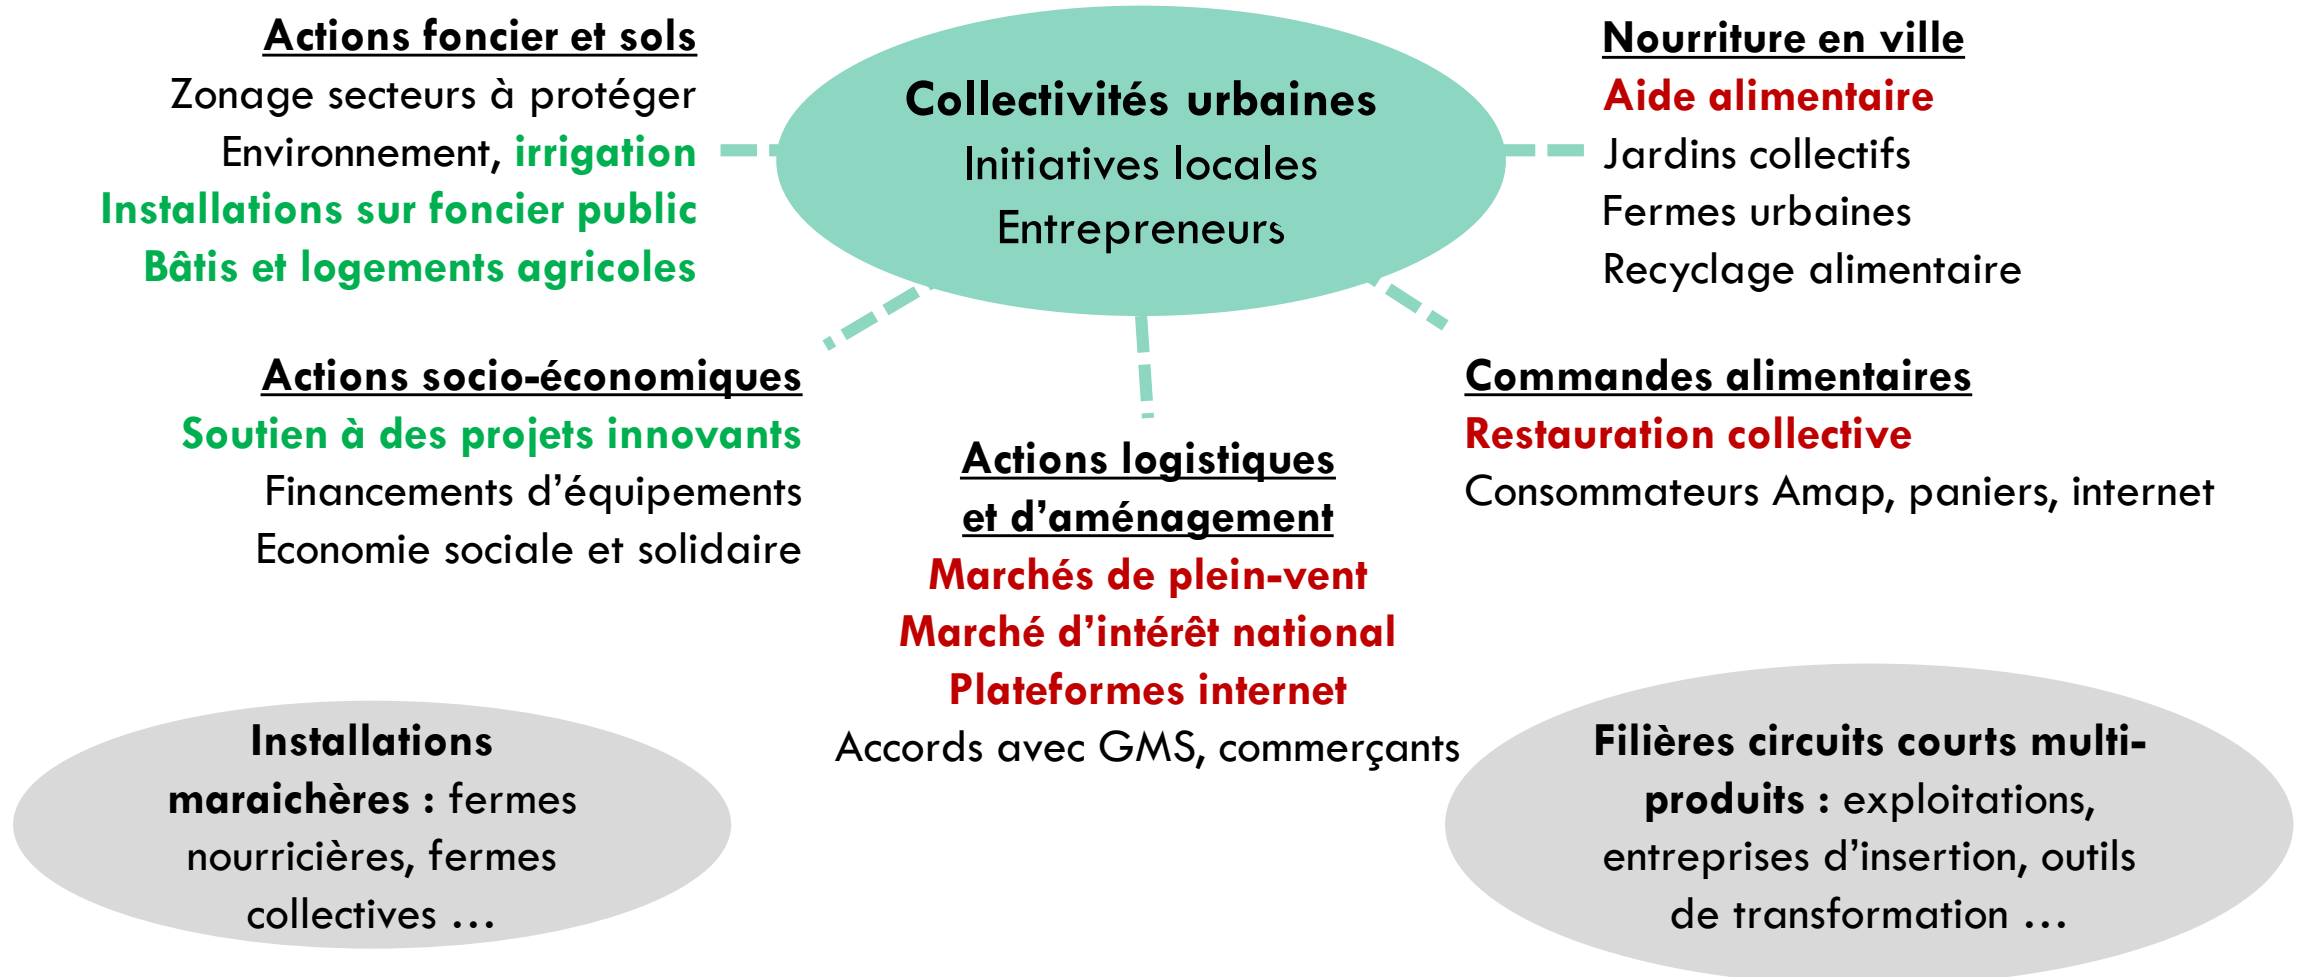 Actions foncier et sols
Zonage secteurs à protéger
Environnement, irrigation
Installations sur foncier public
Bâtis et logements agricoles
Collectivités urbaines
Initiatives locales
Entrepreneurs
Nourriture en ville
Aide alimentaire
Jardins collectifs
Fermes urbaines
Recyclage alimentaire
Actions socio-économiques
Soutien à des projets innovants
Financements d’équipements
Economie sociale et solidaire
Actions logistiques
et d’aménagement
Marchés de plein-vent
Marché d’intérêt national
Plateformes internet
Accords avec GMS, commerçants
Commandes alimentaires
Restauration collective
Consommateurs Amap, paniers, internet
Installations
maraichères : fermes
nourricières, fermes
collectives …
Filières circuits courts multi-
produits : exploitations,
entreprises d’insertion, outils
de transformation …